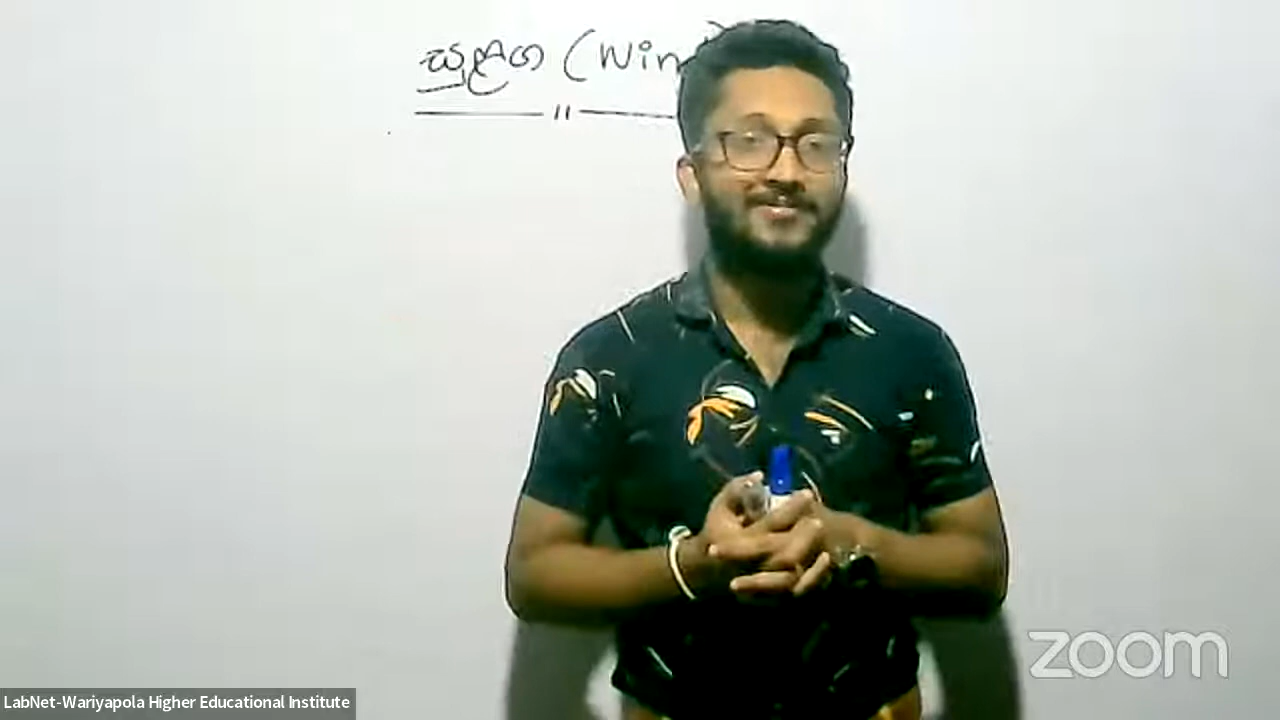 සුළඟ (Win
zoom
LabNet-Wariyapola Higher Educational Institute